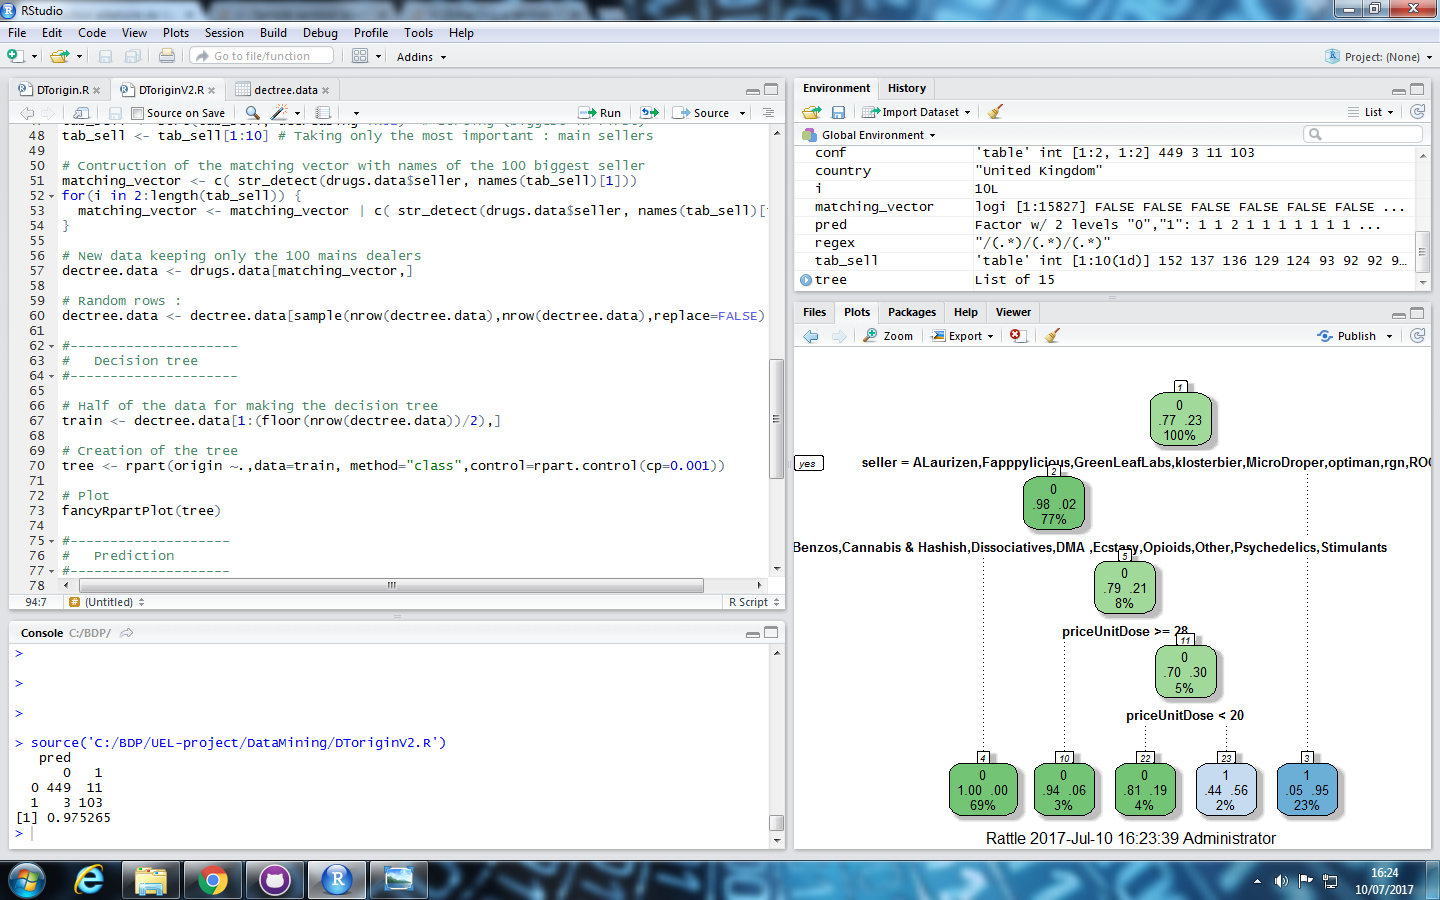 RStudio
File Edit Code View Plots Session Build Debug Profile Tools Help
Go to file/function Addins Project: (None)
DTorigin.R DToriginV2.R dectree.data
Source on Save Run Source
48 tab_sell <- tab_sell[1:10] # Taking only the most important : main sellers
49
50 # Contruction of the matching vector with names of the 100 biggest seller
51 matching_vector <- c( str_detect(drugs.data$seller, names(tab_sell)[1]))
52 for(i in 2:length(tab_sell)) {
53 matching_vector <- matching_vector | c( str_detect(drugs.data$seller, names(tab_sell)[
54 }
55
56 # New data keeping only the 100 mains dealers
57 dectree.data <- drugs.data[matching_vector,]
58
59 # Random rows :
60 dectree.data <- dectree.data[sample(nrow(dectree.data),nrow(dectree.data),replace=FALSE)
61
62 #---------------------
63 # Decision tree
64 #---------------------
65
66 # Half of the data for making the decision tree
67 train <- dectree.data[1:(floor(nrow(dectree.data))/2),]
68
69 # Creation of the tree
70 tree <- rpart(origin ~.,data=train, method="class",control=rpart.control(cp=0.001))
71
72 # Plot
73 fancyRpartPlot(tree)
74
75 #--------------------
76 # Prediction
77 #--------------------
78
94:7 (Untitled) R Script
Console C:/BDP/
>
>
>
> source('C:/BDP/UEL-project/DataMining/DToriginV2.R')
pred
0 1
0 449 11
1 3 103
[1] 0.975265
>
Environment History
Import Dataset List
Global Environment
conf 'table' int [1:2, 1:2] 449 3 11 103
country "United Kingdom"
i 10L
matching_vector logi [1:15827] FALSE FALSE FALSE FALSE FALSE FALSE ...
pred Factor w/ 2 levels "0","1": 1 1 2 1 1 1 1 1 1 1 ...
regex "/(.*)/(.*)/(.*)"
tab_sell 'table' int [1:10(1d)] 152 137 136 129 124 93 92 92 9…
tree List of 15
Files Plots Packages Help Viewer
Zoom Export Publish
1
0
.77 .23
100%
yes seller = ALaurizen,Fapppylicious,GreenLeafLabs,klosterbier,MicroDroper,optiman,rgn,ROC
2
0
.98 .02
77%
Benzos,Cannabis & Hashish,Dissociatives,DMA ,Ecstasy,Opioids,Other,Psychedelics,Stimulants
5
0
.79 .21
8%
priceUnitDose >= 28
11
0
.70 .30
5%
priceUnitDose < 20
4 10 22 23 3
0 0 0 1 1
1.00 .00 .94 .06 .81 .19 .44 .56 .05 .95
69% 3% 4% 2% 23%
Rattle 2017-Jul-10 16:23:39 Administrator
16:24
10/07/2017